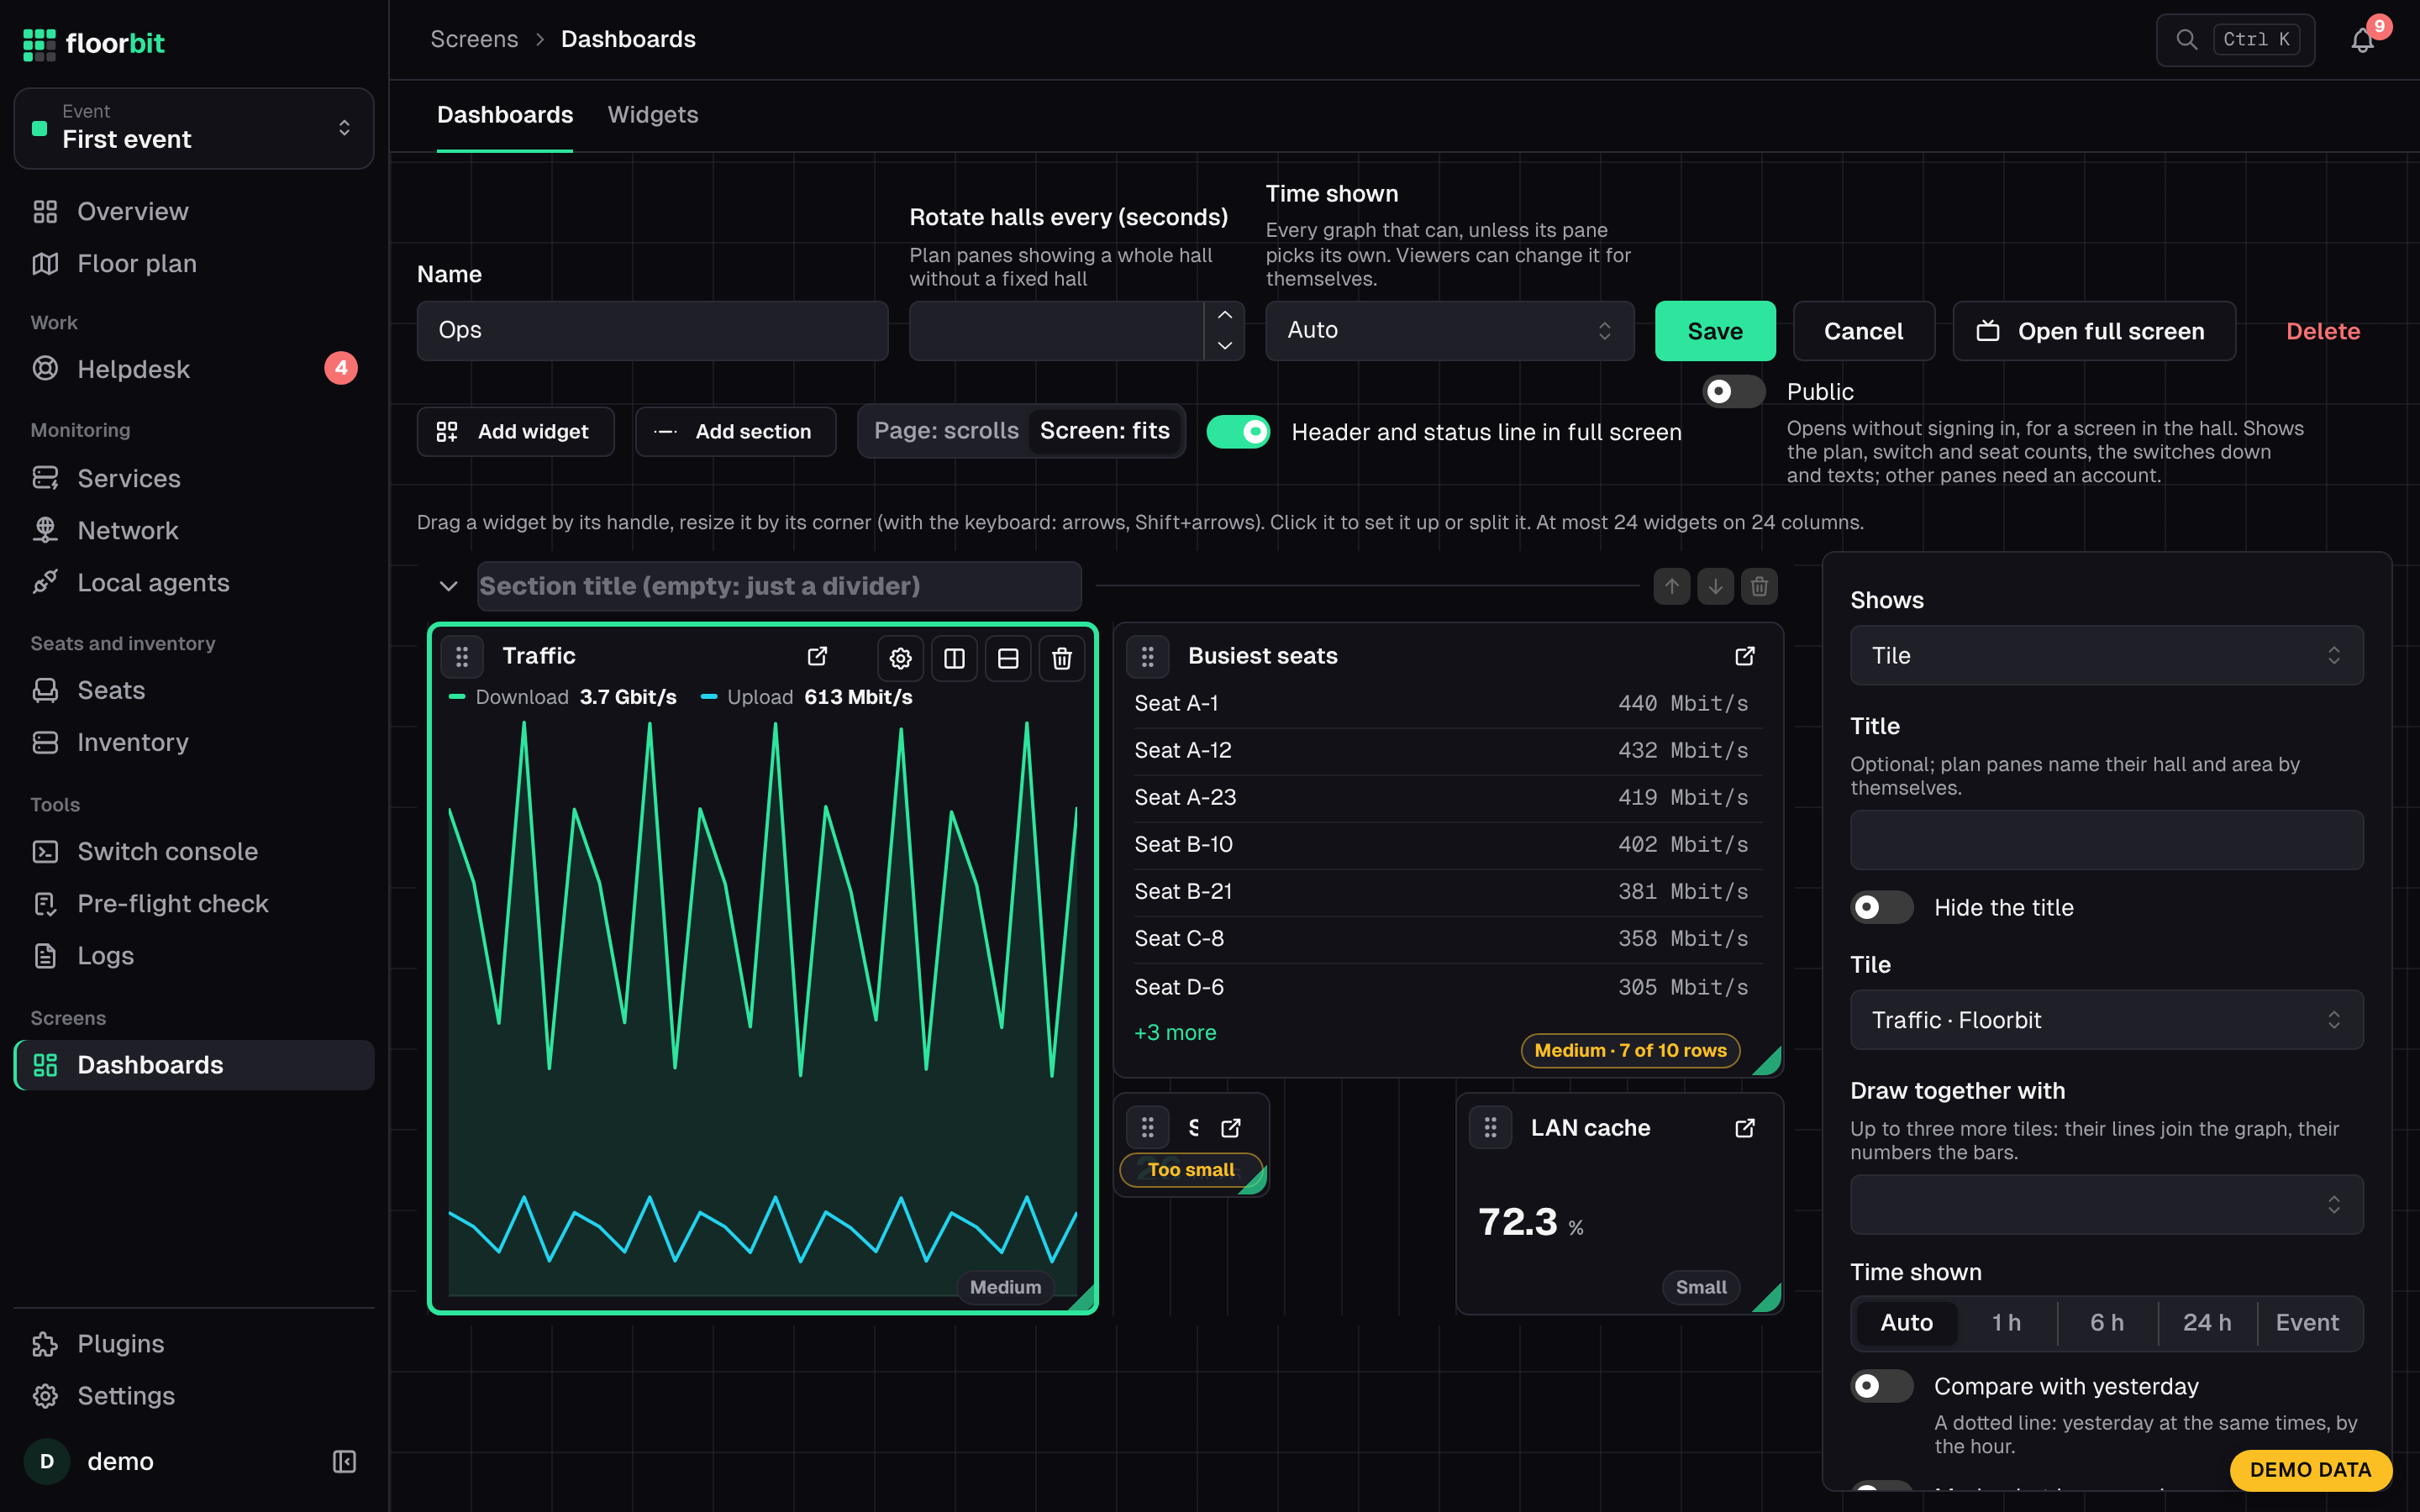 floorbit
Event
First event
Overview
Floor plan
Work
Helpdesk
4
Monitoring
Services
Network
Local agents
Seats and inventory
Seats
Inventory
Tools
Switch console
Pre-flight check
Logs
Screens
Dashboards
Plugins
Settings
D
demo
Screens
Dashboards
Ctrl K
9
Dashboards
Widgets
Name
Ops
Rotate halls every (seconds)
Plan panes showing a whole hall
without a fixed hall
Time shown
Every graph that can, unless its pane
picks its own. Viewers can change it for
themselves.
Auto
Save
Cancel
Open full screen
Delete
Add widget
Add section
Page: scrolls
Screen: fits
Header and status line in full screen
Public
Opens without signing in, for a screen in the hall. Shows
the plan, switch and seat counts, the switches down
and texts; other panes need an account.
Drag a widget by its handle, resize it by its corner (with the keyboard: arrows, Shift+arrows). Click it to set it up or split it. At most 24 widgets on 24 columns.
Section title (empty: just a divider)
Traffic
Download 3.7 Gbit/s
Upload 613 Mbit/s
Medium
Busiest seats
Seat A-1 440 Mbit/s
Seat A-12 432 Mbit/s
Seat A-23 419 Mbit/s
Seat B-10 402 Mbit/s
Seat B-21 381 Mbit/s
Seat C-8 358 Mbit/s
Seat D-6 305 Mbit/s
+3 more
Medium · 7 of 10 rows
Too small
LAN cache
72.3 %
Small
Shows
Tile
Title
Optional; plan panes name their hall and area by
themselves.
Hide the title
Tile
Traffic · Floorbit
Draw together with
Up to three more tiles: their lines join the graph, their
numbers the bars.
Time shown
Auto
1 h
6 h
24 h
Event
Compare with yesterday
A dotted line: yesterday at the same times, by
the hour.
DEMO DATA